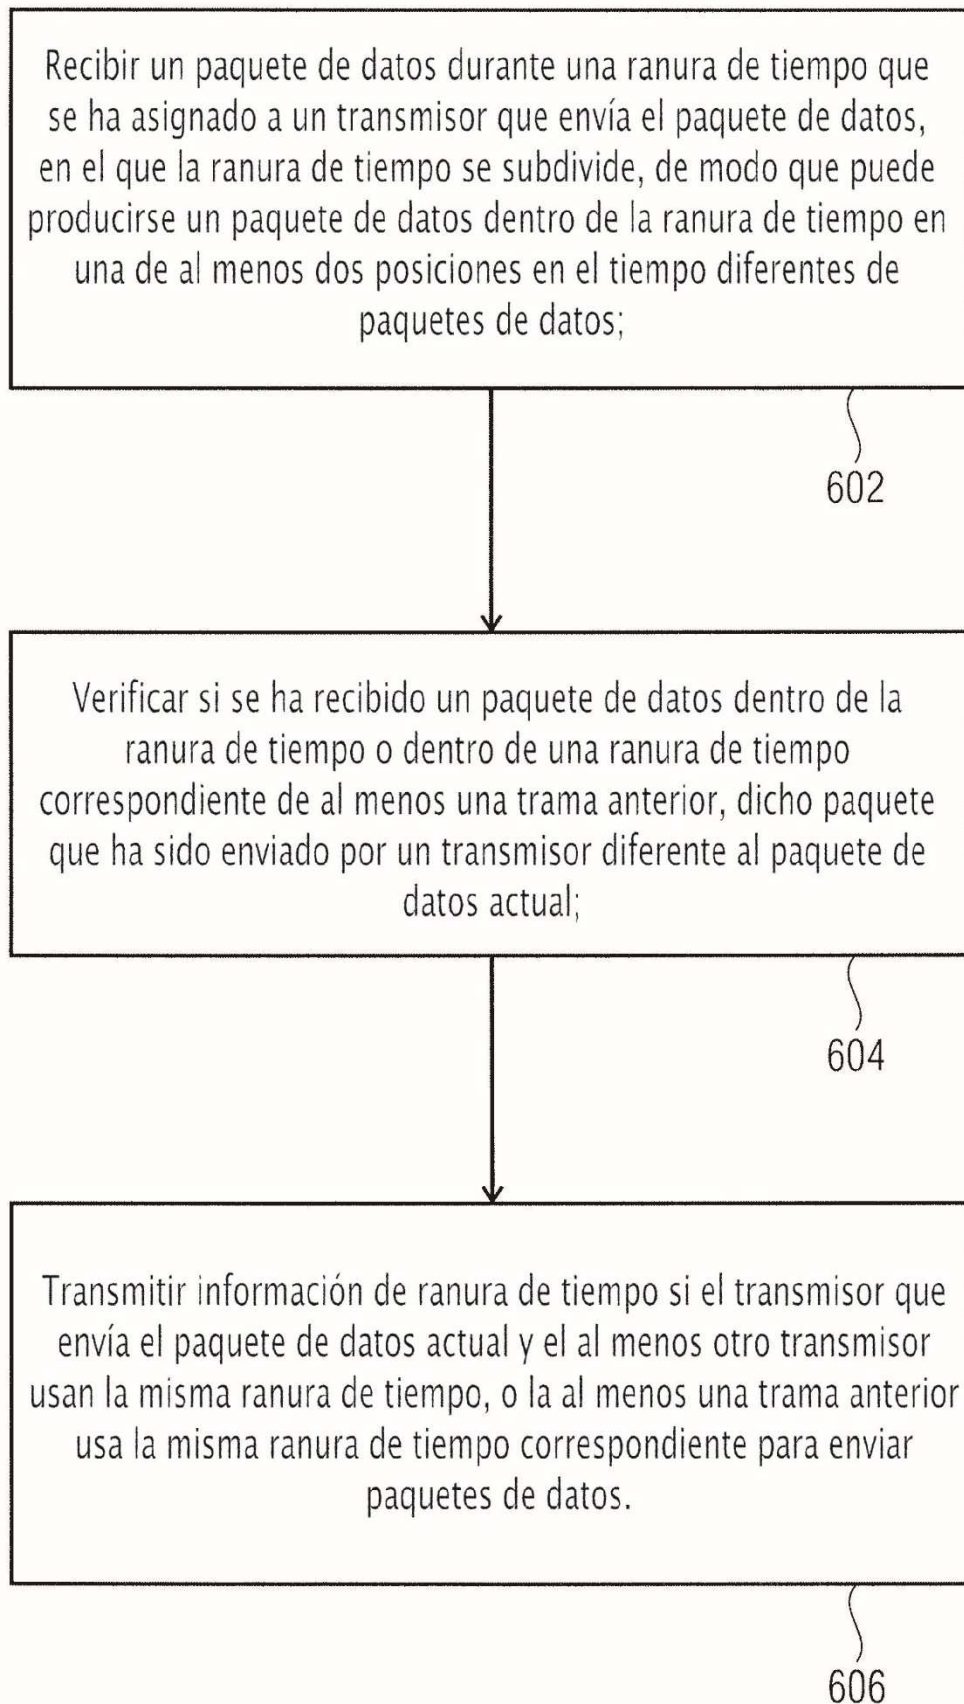 Recibir un paquete de datos durante una ranura de tiempo que
se ha asignado a un transmisor que envía el paquete de datos,
en el que la ranura de tiempo se subdivide, de modo que puede
producirse un paquete de datos dentro de la ranura de tiempo en
una de al menos dos posiciones en el tiempo diferentes de
paquetes de datos;
602
Verificar si se ha recibido un paquete de datos dentro de la
ranura de tiempo o dentro de una ranura de tiempo
correspondiente de al menos una trama anterior, dicho paquete
que ha sido enviado por un transmisor diferente al paquete de
datos actual;
604
Transmitir información de ranura de tiempo si el transmisor que
envía el paquete de datos actual y el al menos otro transmisor
usan la misma ranura de tiempo, o la al menos una trama anterior
usa la misma ranura de tiempo correspondiente para enviar
paquetes de datos.
606